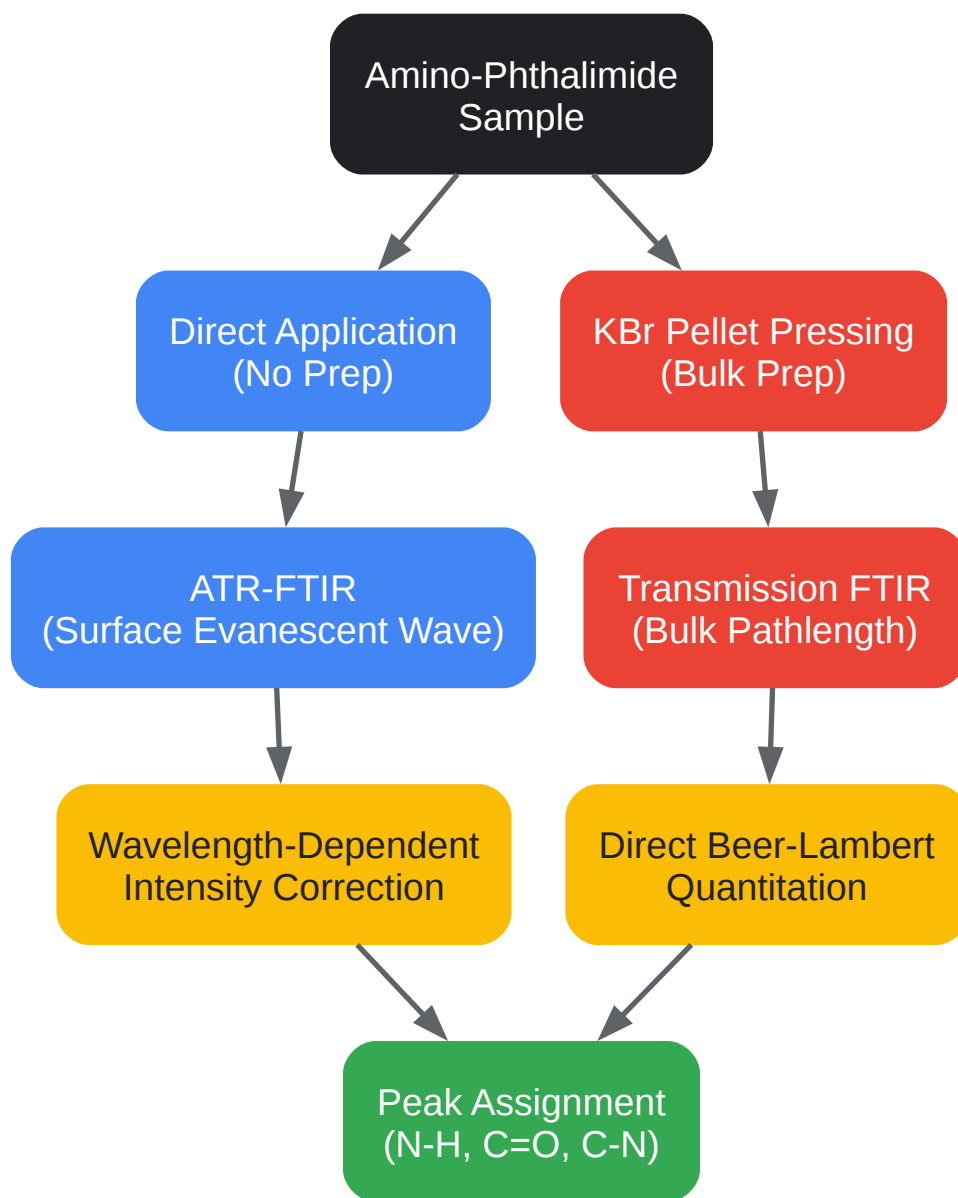 Amino-Phthalimide
Sample
Direct Application
(No Prep)
KBr Pellet Pressing
(Bulk Prep)
ATR-FTIR
(Surface Evanescent Wave)
Transmission FTIR
(Bulk Pathlength)
Wavelength-Dependent
Intensity Correction
Direct Beer-Lambert
Quantitation
Peak Assignment
(N-H, C=O, C-N)